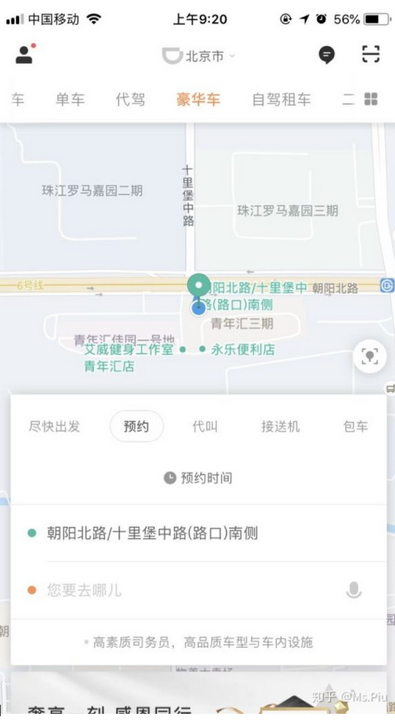 中国移动
上午9:20
56%
北京市
车 单车 代驾 豪华车 自驾租车 二
十里堡中路
珠江罗马嘉园二期
珠江罗马嘉园三期
6号线
朝阳北路/十里堡中
路(路口)南侧
朝阳北路
青年汇三期
青年汇佳园一号地
艾威健身工作室
青年汇店
永乐便利店
尽快出发 预约 代叫 接送机 包车
预约时间
朝阳北路/十里堡中路(路口)南侧
您要去哪儿
高素质司务员，高品质车型与车内设施
知乎 @Ms.Piu